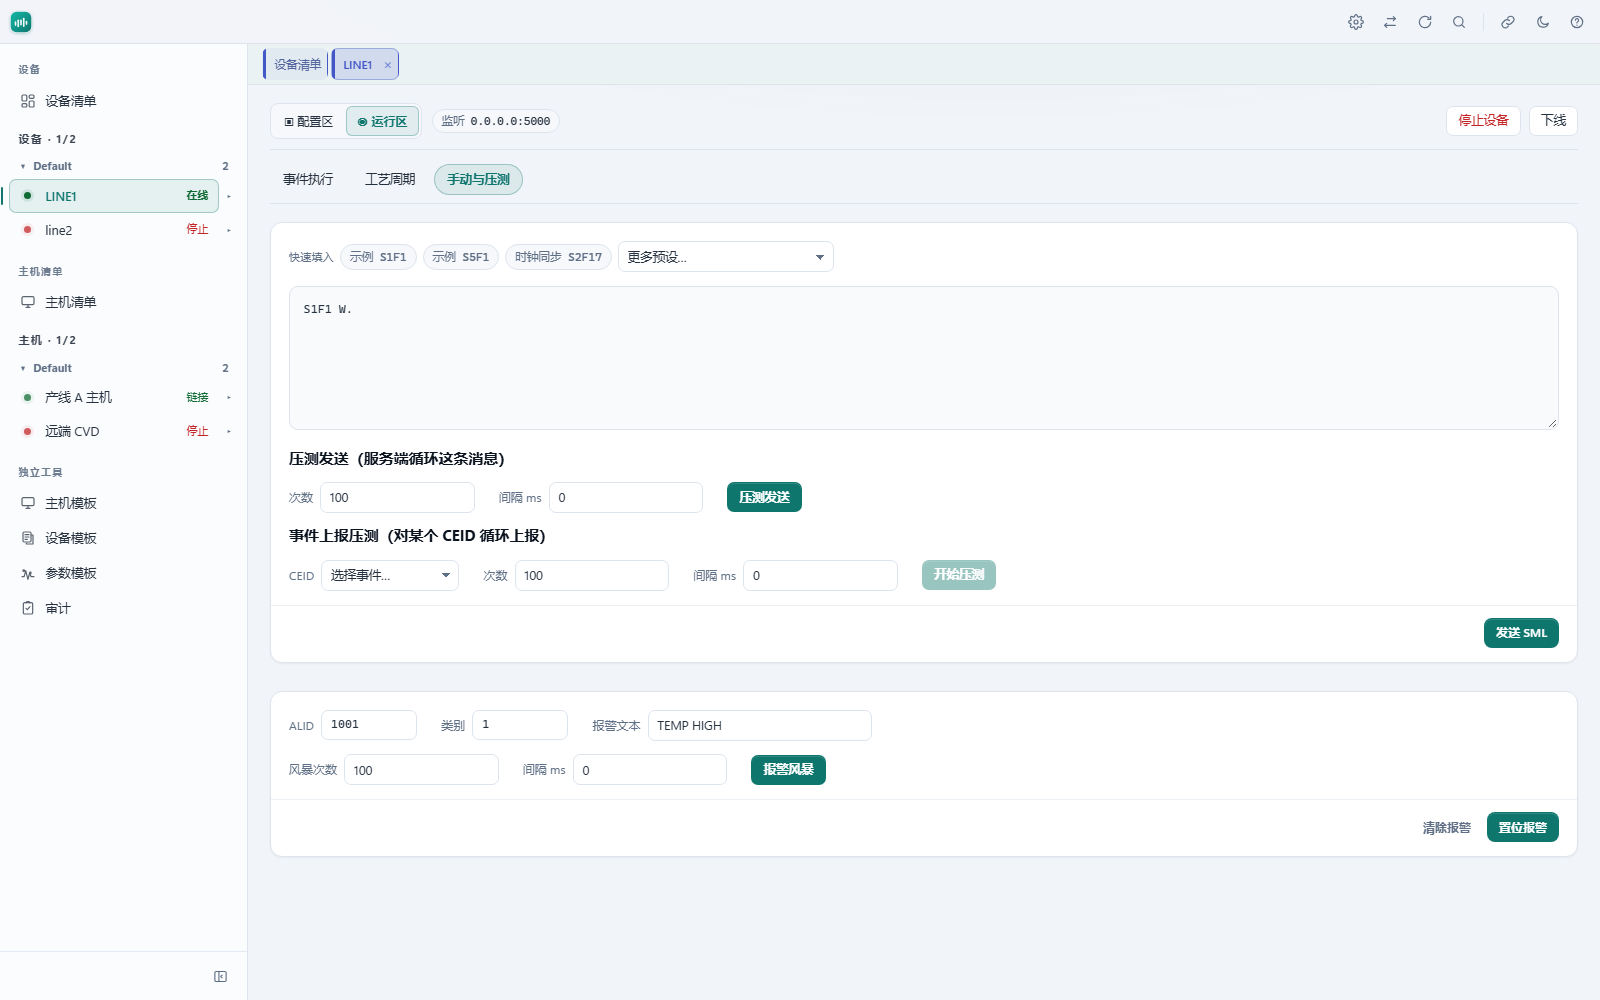 设备
设备清单
设备 · 1/2
Default 2
LINE1 在线
line2 停止
主机清单
主机清单
主机 · 1/2
Default 2
产线 A 主机 链接
远端 CVD 停止
独立工具
主机模板
设备模板
参数模板
审计
设备清单 LINE1 ×
配置区 运行区 监听 0.0.0.0:5000 停止设备 下线
事件执行 工艺周期 手动与压测
快速填入 示例 S1F1 示例 S5F1 时钟同步 S2F17 更多预设...
S1F1 W.
压测发送（服务端循环这条消息）
次数 100 间隔 ms 0 压测发送
事件上报压测（对某个 CEID 循环上报）
CEID 选择事件... 次数 100 间隔 ms 0 开始压测
发送 SML
ALID 1001 类别 1 报警文本 TEMP HIGH
风暴次数 100 间隔 ms 0 报警风暴
清除报警 置位报警